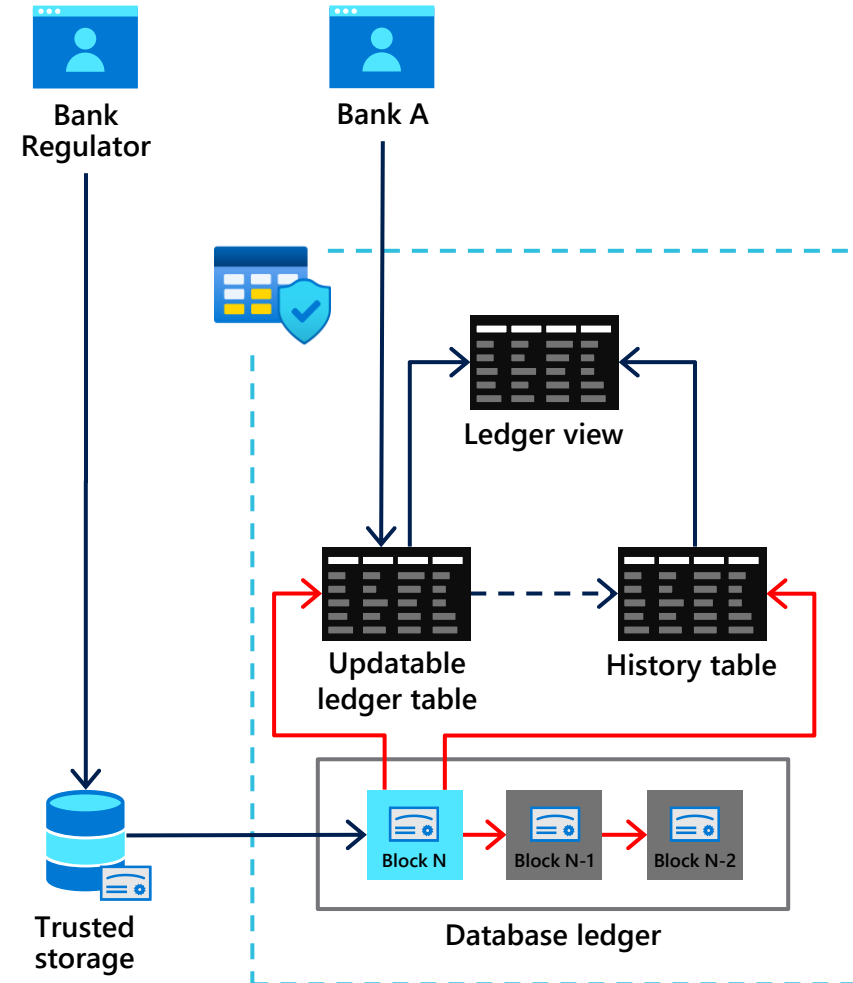 Bank
Regulator
Bank A
Ledger view
Updatable
ledger table
History table
Block N
Block N-1
Block N-2
Database ledger
Trusted
storage